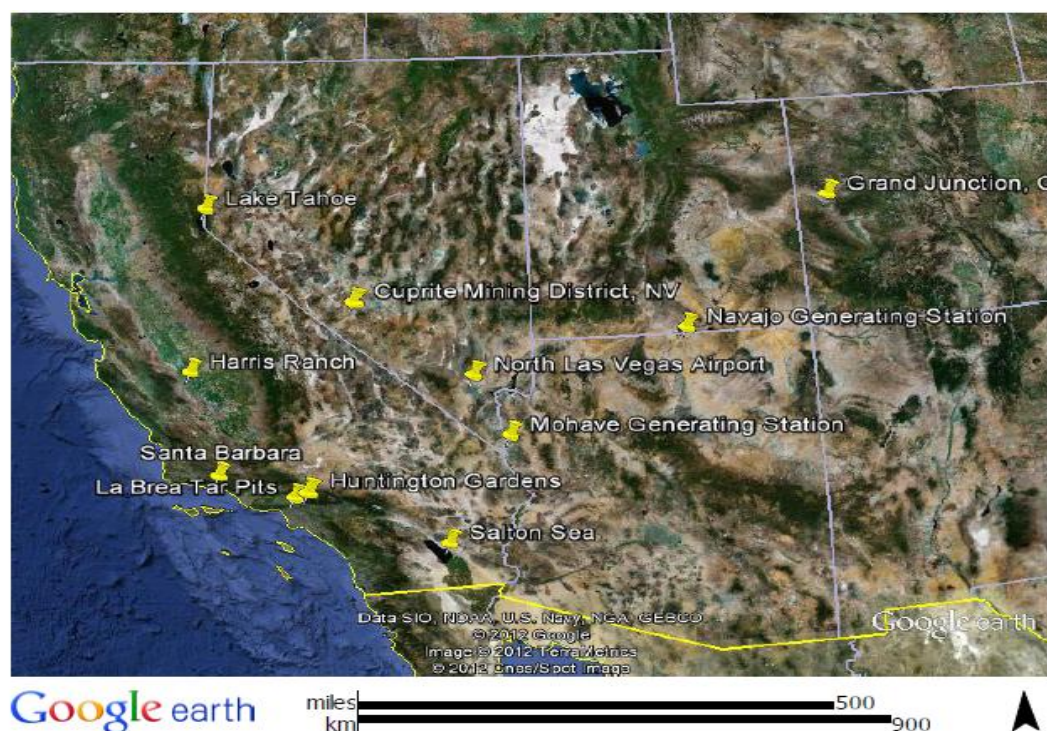 Lake Tahoe
Grand Junction, C
Cuprite Mining District, NV
Navajo Generating Station
Harris Ranch
North Las Vegas Airport
Mohave Generating Station
Santa Barbara
La Brea Tar Pits
Huntington Gardens
Salton Sea
Data SIO, NOAA, U.S. Navy, NGA, GEBCO
© 2012 Google
Image © 2012 TerraMetrics
© 2012 Cnes/Spot Image
Google earth
Google earth
miles 500
km 900